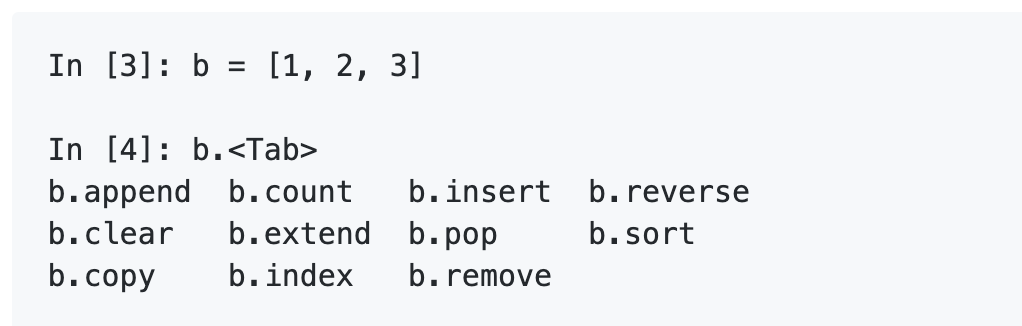 In [3]: b = [1, 2, 3]
In [4]: b.<Tab>
b.append  b.count   b.insert  b.reverse
b.clear   b.extend  b.pop     b.sort
b.copy    b.index   b.remove